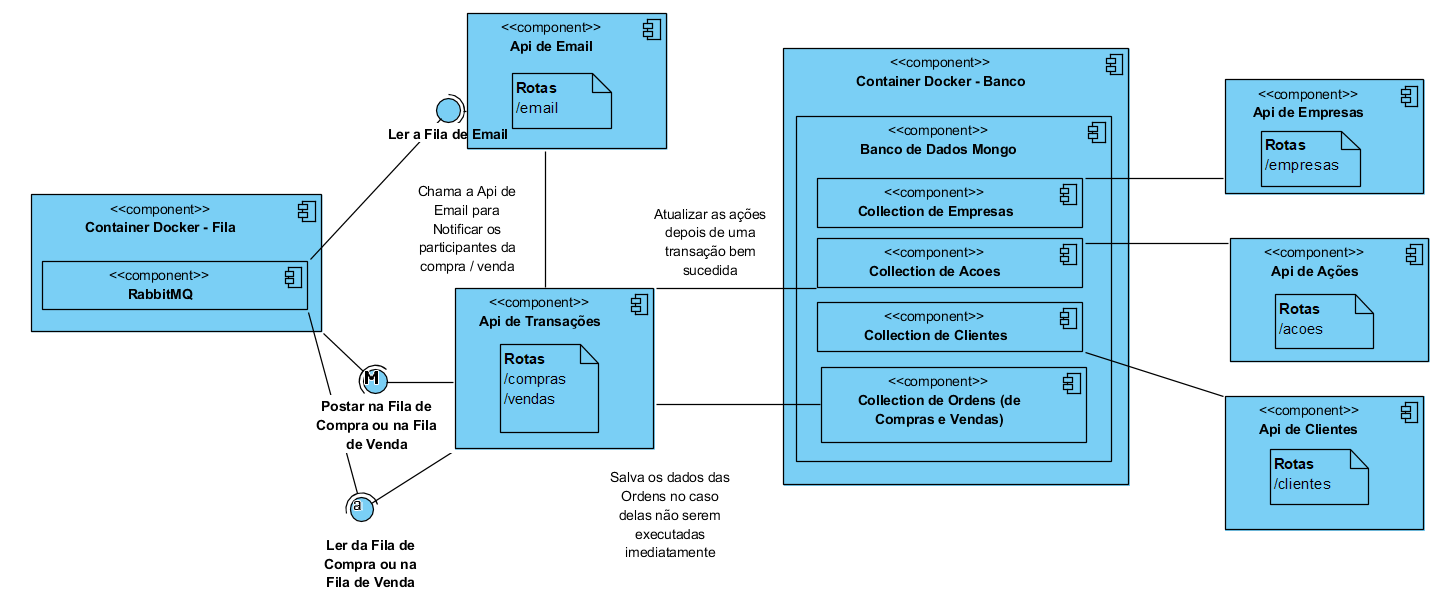 <<component>>
Api de Email
Rotas
/email
Ler a Fila de Email
<<component>>
Container Docker - Fila
<<component>>
RabbitMQ
Chama a Api de
Email para
Notificar os
participantes da
compra / venda
<<component>>
Api de Transações
Rotas
/compras
/vendas
M
Postar na Fila de
Compra ou na Fila
de Venda
a
Ler da Fila de
Compra ou na
Fila de Venda
Atualizar as ações
depois de uma
transação bem
sucedida
Salva os dados das
Ordens no caso
delas não serem
executadas
imediatamente
<<component>>
Container Docker - Banco
<<component>>
Banco de Dados Mongo
<<component>>
Collection de Empresas
<<component>>
Collection de Acoes
<<component>>
Collection de Clientes
<<component>>
Collection de Ordens (de
Compras e Vendas)
<<component>>
Api de Empresas
Rotas
/empresas
<<component>>
Api de Ações
Rotas
/acoes
<<component>>
Api de Clientes
Rotas
/clientes